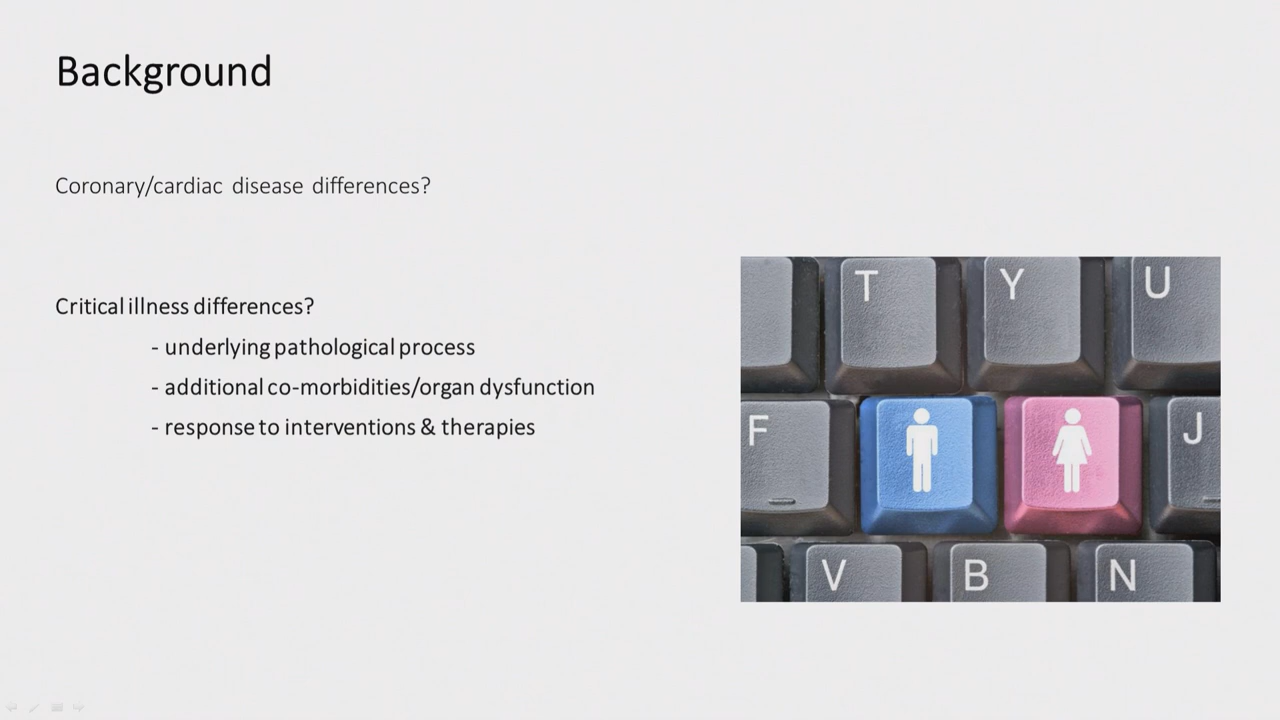 Background
Coronary/cardiac disease differences?
Critical illness differences?
- underlying pathological process
- additional co-morbidities/organ dysfunction
- response to interventions & therapies
T Y U
F J
V B N